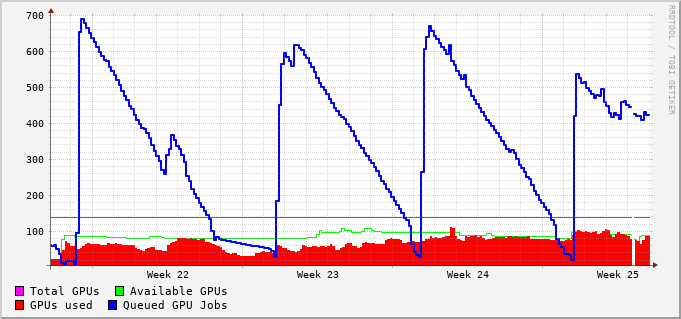 700
600
500
400
300
200
100
Week 22 Week 23 Week 24 Week 25
Total GPUs Available GPUs
GPUs used Queued GPU Jobs
RRDTOOL / TOBI OETIKER